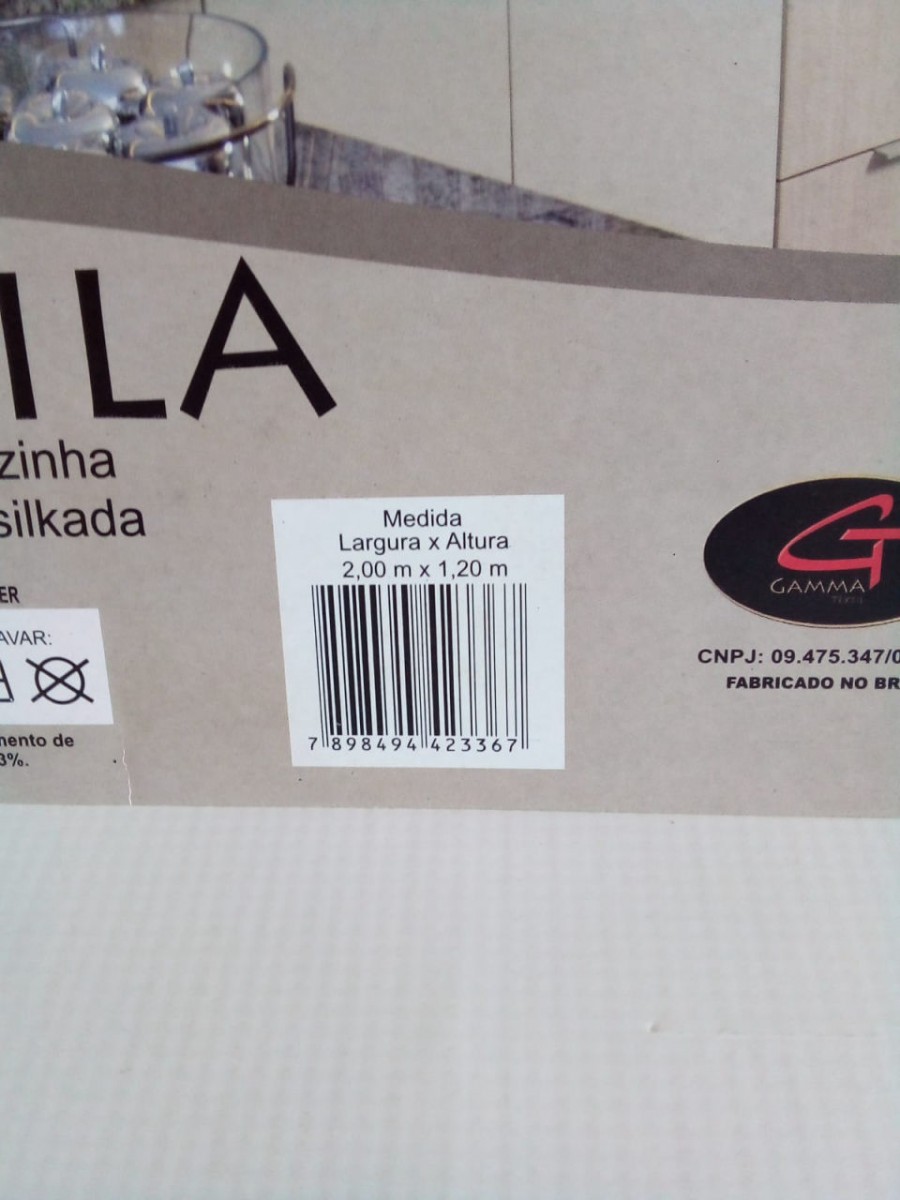 ILA
zinha
silkada
ER
AVAR:
mento de
3%.
Medida
Largura x Altura
2,00 m x 1,20 m
7 898494 423367
GAMMA
TEXTIL
CNPJ: 09.475.347/0
FABRICADO NO BR